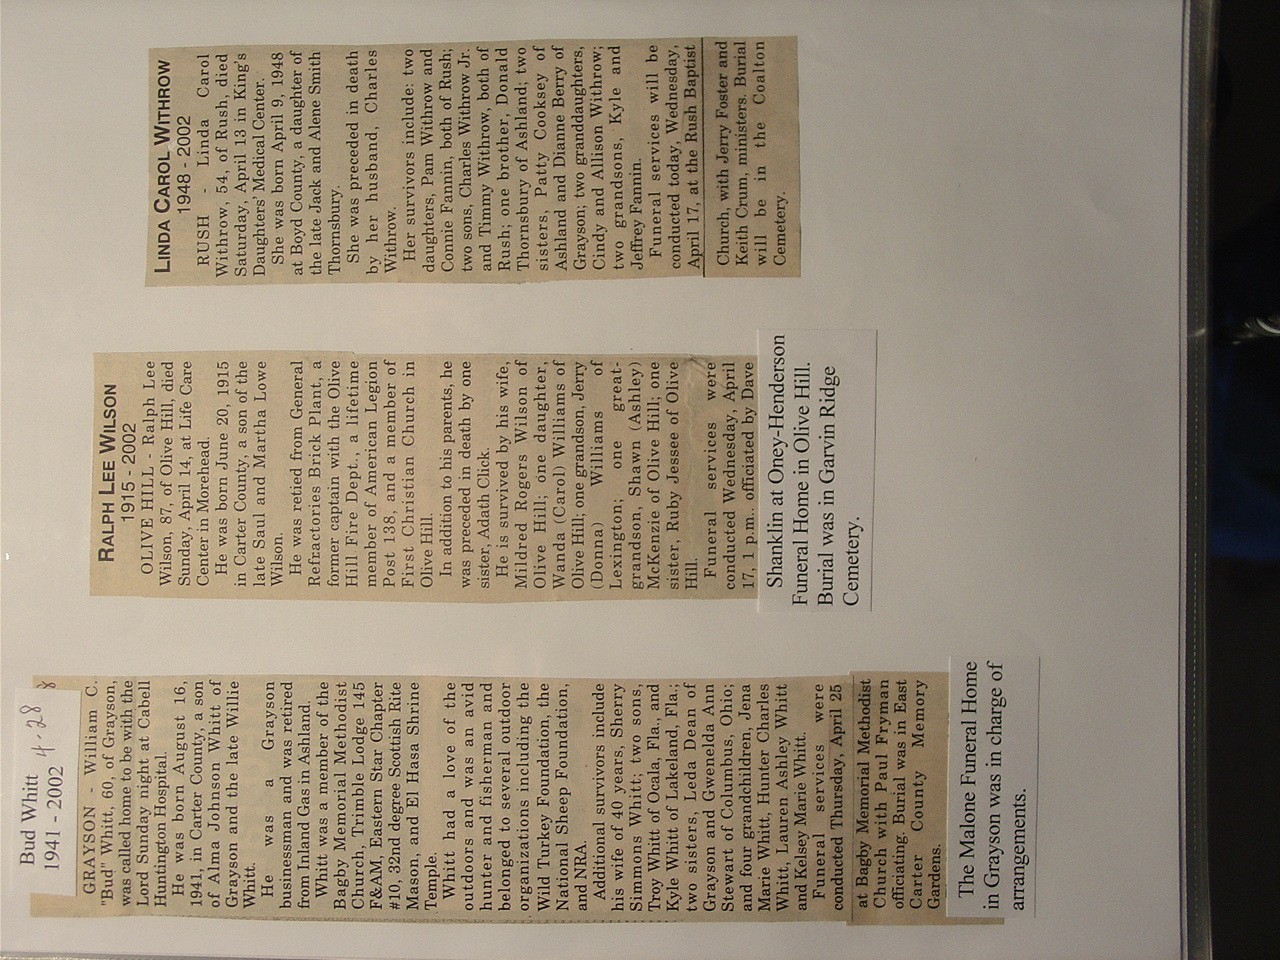 Bud Whitt 4-28
1941 - 2002
GRAYSON - William C.
"Bud" Whitt, 60, of Grayson,
was called home to be with the
Lord Sunday night at Cabell
Huntington Hospital.
He was born August 16,
1941, in Carter County, a son
of Alma Johnson Whitt of
Grayson and the late Willie
Whitt.
He was a Grayson
businessman and was retired
from Inland Gas in Ashland.
Whitt was a member of the
Bagby Memorial Methodist
Church, Trimble Lodge 145
F&AM, Eastern Star Chapter
#10, 32nd degree Scottish Rite
Mason, and El Hasa Shrine
Temple.
Whitt had a love of the
outdoors and was an avid
hunter and fisherman and
belonged to several outdoor
organizations including the
Wild Turkey Foundation, the
National Sheep Foundation,
and NRA.
Additional survivors include
his wife of 40 years, Sherry
Simmons Whitt; two sons,
Troy Whitt of Ocala, Fla., and
Kyle Whitt of Lakeland, Fla.;
two sisters, Leda Dean of
Grayson and Gwenelda Ann
Stewart of Columbus, Ohio;
and four grandchildren, Jena
Marie Whitt, Hunter Charles
Whitt, Lauren Ashley Whitt
and Kelsey Marie Whitt.
Funeral services were
conducted Thursday, April 25
at Bagby Memorial Methodist
Church with Paul Fryman
officiating. Burial was in East
Carter County Memory
Gardens.
The Malone Funeral Home
in Grayson was in charge of
arrangements.
RALPH LEE WILSON
1915 - 2002
OLIVE HILL - Ralph Lee
Wilson, 87, of Olive Hill, died
Sunday, April 14, at Life Care
Center in Morehead.
He was born June 20, 1915
in Carter County, a son of the
late Saul and Martha Lowe
Wilson.
He was retied from General
Refractories Brick Plant, a
former captain with the Olive
Hill Fire Dept., a lifetime
member of American Legion
Post 138, and a member of
First Christian Church in
Olive Hill.
In addition to his parents, he
was preceded in death by one
sister, Adath Click.
He is survived by his wife,
Mildred Rogers Wilson of
Olive Hill; one daughter,
Wanda (Carol) Williams of
Olive Hill; one grandson, Jerry
(Donna) Williams of
Lexington; one great-
grandson, Shawn (Ashley)
McKenzie of Olive Hill; one
sister, Ruby Jessee of Olive
Hill.
Funeral services were
conducted Wednesday, April
17, 1 p.m.. officiated by Dave
Shanklin at Oney-Henderson
Funeral Home in Olive Hill.
Burial was in Garvin Ridge
Cemetery.
LINDA CAROL WITHROW
1948 - 2002
RUSH - Linda Carol
Withrow, 54, of Rush, died
Saturday, April 13 in King's
Daughters' Medical Center.
She was born April 9, 1948
at Boyd County, a daughter of
the late Jack and Alene Smith
Thornsbury.
She was preceded in death
by her husband, Charles
Withrow.
Her survivors include: two
daughters, Pam Withrow and
Connie Fannin, both of Rush;
two sons, Charles Withrow Jr.
and Timmy Withrow, both of
Rush; one brother, Donald
Thornsbury of Ashland; two
sisters, Patty Cooksey of
Ashland and Dianne Berry of
Grayson; two granddaughters,
Cindy and Allison Withrow;
two grandsons, Kyle and
Jeffrey Fannin.
Funeral services will be
conducted today, Wednesday,
April 17, at the Rush Baptist
Church, with Jerry Foster and
Keith Crum, ministers. Burial
will be in the Coalton
Cemetery.